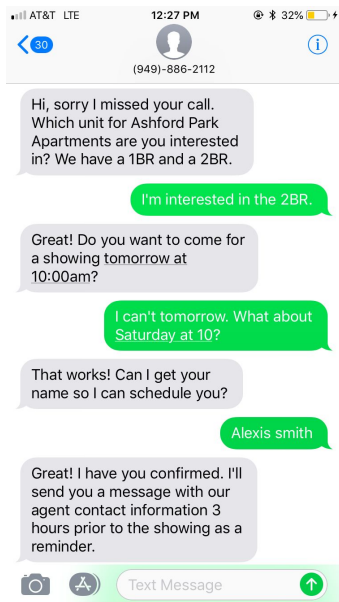 AT&T LTE 12:27 PM 32%
30
(949)-886-2112
Hi, sorry I missed your call.
Which unit for Ashford Park
Apartments are you interested
in? We have a 1BR and a 2BR.
I'm interested in the 2BR.
Great! Do you want to come for
a showing tomorrow at
10:00am?
I can't tomorrow. What about
Saturday at 10?
That works! Can I get your
name so I can schedule you?
Alexis smith
Great! I have you confirmed. I'll
send you a message with our
agent contact information 3
hours prior to the showing as a
reminder.
Text Message